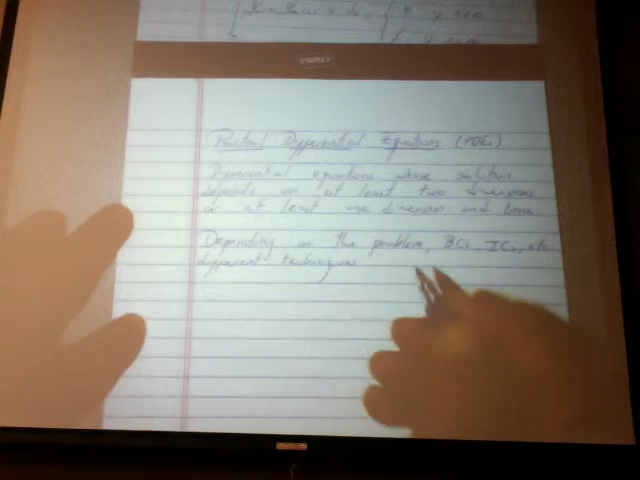 Partial Differential Equations (PDEs)
Differential equations whose solution
depends on at least two dimensions
or at least one dimension and time
Depending on the problem, BCs, ICs, etc
different techniques